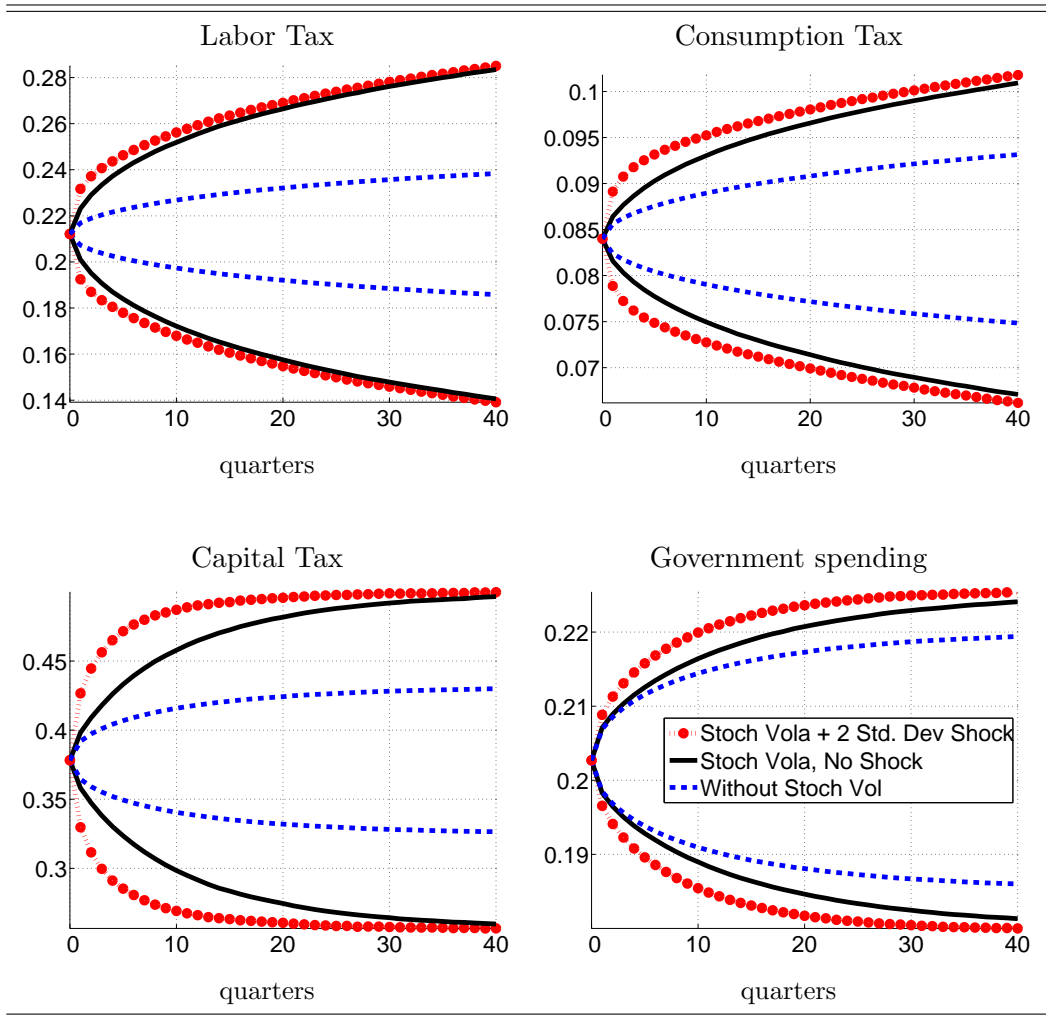 Labor Tax
0.28
0.26
0.24
0.22
0.2
0.18
0.16
0.14
0 10 20 30 40
quarters
Consumption Tax
0.1
0.095
0.09
0.085
0.08
0.075
0.07
0 10 20 30 40
quarters
Capital Tax
0.45
0.4
0.35
0.3
0 10 20 30 40
quarters
Government spending
0.22
0.21
0.2
0.19
Stoch Vola + 2 Std. Dev Shock
Stoch Vola, No Shock
Without Stoch Vol
0 10 20 30 40
quarters